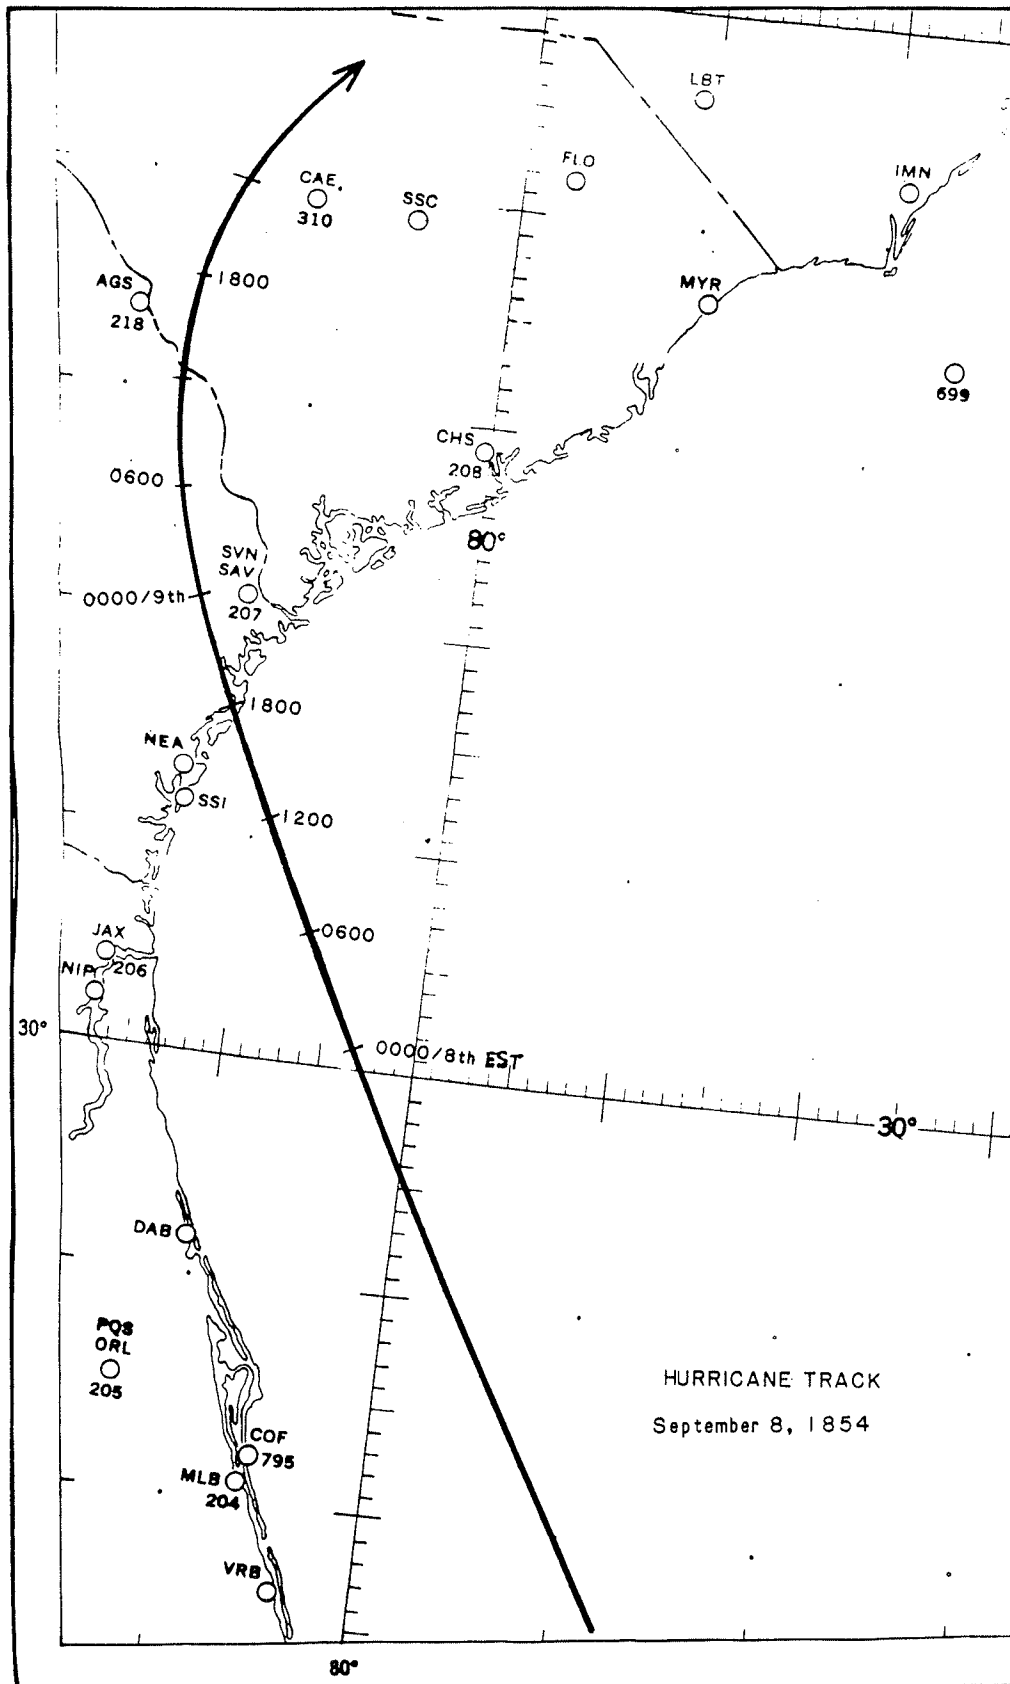 LBT
FLO
IMN
CAE.
310
SSC
1800
AGS
218
MYR
699
CHS
208
0600
80°
SVN
SAV
207
0000/9th
1800
NEA
SSI
1200
0600
JAX
206
NIP
30°
0000/8th EST
30°
DAB
PQS
ORL
205
HURRICANE TRACK
September 8, 1854
COF
795
MLB
204
VRB
80°